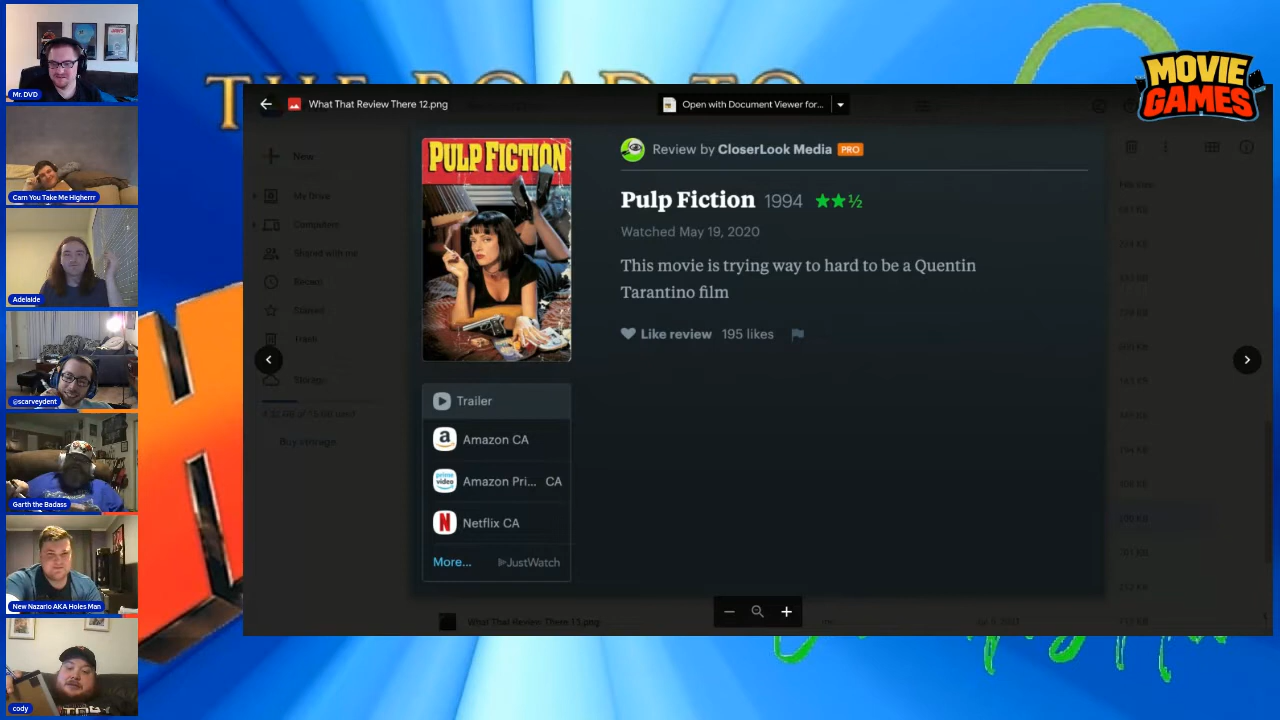 THE ROAD TO
MOVIE
GAMES
Mr. DVD
Carn You Take Me Higherrr
Adelaide
@scarveydent
Garth the Badass
New Nazario AKA Holes Man
cody
What That Review There 12.png
Open with Document Viewer for...
New
My Drive
Computers
Shared with me
Recent
Starred
Trash
Storage
Buy storage
PULP FICTION
Review by CloserLook Media PRO
Pulp Fiction 1994 ★★½
Watched May 19, 2020
This movie is trying way to hard to be a Quentin
Tarantino film
Like review 195 likes
Trailer
Amazon CA
Amazon Pri... CA
Netflix CA
More... JustWatch
What That Review There 13.png